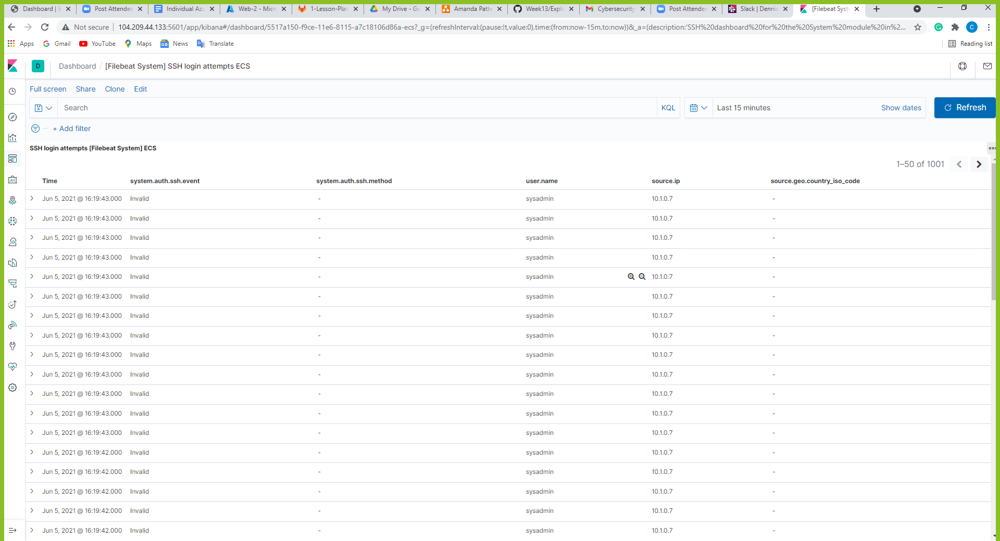 Dashboard | B Post Attendee Individual Azu Web-2 - Micro 1-Lesson-Plan My Drive - Go Amanda Patte Week13/Explo Cybersecurity Post Attendee Slack | Dennis [Filebeat Syste
Not secure 104.209.44.133:5601/app/kibana#/dashboard/5517a150-f9ce-11e6-8115-a7c18106d86a-ecs?_g=(refreshInterval:(pause:!t,value:0),time:(from:now-15m,to:now))&_a=(description:'SSH%20dashboard%20for%20the%20System%20module%20in%2... C
Apps Gmail YouTube Maps News Translate Reading list
D Dashboard / [Filebeat System] SSH login attempts ECS
Full screen Share Clone Edit
Search KQL Last 15 minutes Show dates Refresh
+ Add filter
SSH login attempts [Filebeat System] ECS
1–50 of 1001
Time system.auth.ssh.event system.auth.ssh.method user.name source.ip source.geo.country_iso_code
Jun 5, 2021 @ 16:19:43.000 Invalid - sysadmin 10.1.0.7 -
Jun 5, 2021 @ 16:19:43.000 Invalid - sysadmin 10.1.0.7 -
Jun 5, 2021 @ 16:19:43.000 Invalid - sysadmin 10.1.0.7 -
Jun 5, 2021 @ 16:19:43.000 Invalid - sysadmin 10.1.0.7 -
Jun 5, 2021 @ 16:19:43.000 Invalid - sysadmin 10.1.0.7 -
Jun 5, 2021 @ 16:19:43.000 Invalid - sysadmin 10.1.0.7 -
Jun 5, 2021 @ 16:19:43.000 Invalid - sysadmin 10.1.0.7 -
Jun 5, 2021 @ 16:19:43.000 Invalid - sysadmin 10.1.0.7 -
Jun 5, 2021 @ 16:19:43.000 Invalid - sysadmin 10.1.0.7 -
Jun 5, 2021 @ 16:19:43.000 Invalid - sysadmin 10.1.0.7 -
Jun 5, 2021 @ 16:19:43.000 Invalid - sysadmin 10.1.0.7 -
Jun 5, 2021 @ 16:19:43.000 Invalid - sysadmin 10.1.0.7 -
Jun 5, 2021 @ 16:19:43.000 Invalid - sysadmin 10.1.0.7 -
Jun 5, 2021 @ 16:19:42.000 Invalid - sysadmin 10.1.0.7 -
Jun 5, 2021 @ 16:19:42.000 Invalid - sysadmin 10.1.0.7 -
Jun 5, 2021 @ 16:19:42.000 Invalid - sysadmin 10.1.0.7 -
Jun 5, 2021 @ 16:19:42.000 Invalid - sysadmin 10.1.0.7 -
Jun 5, 2021 @ 16:19:42.000 Invalid - sysadmin 10.1.0.7 -